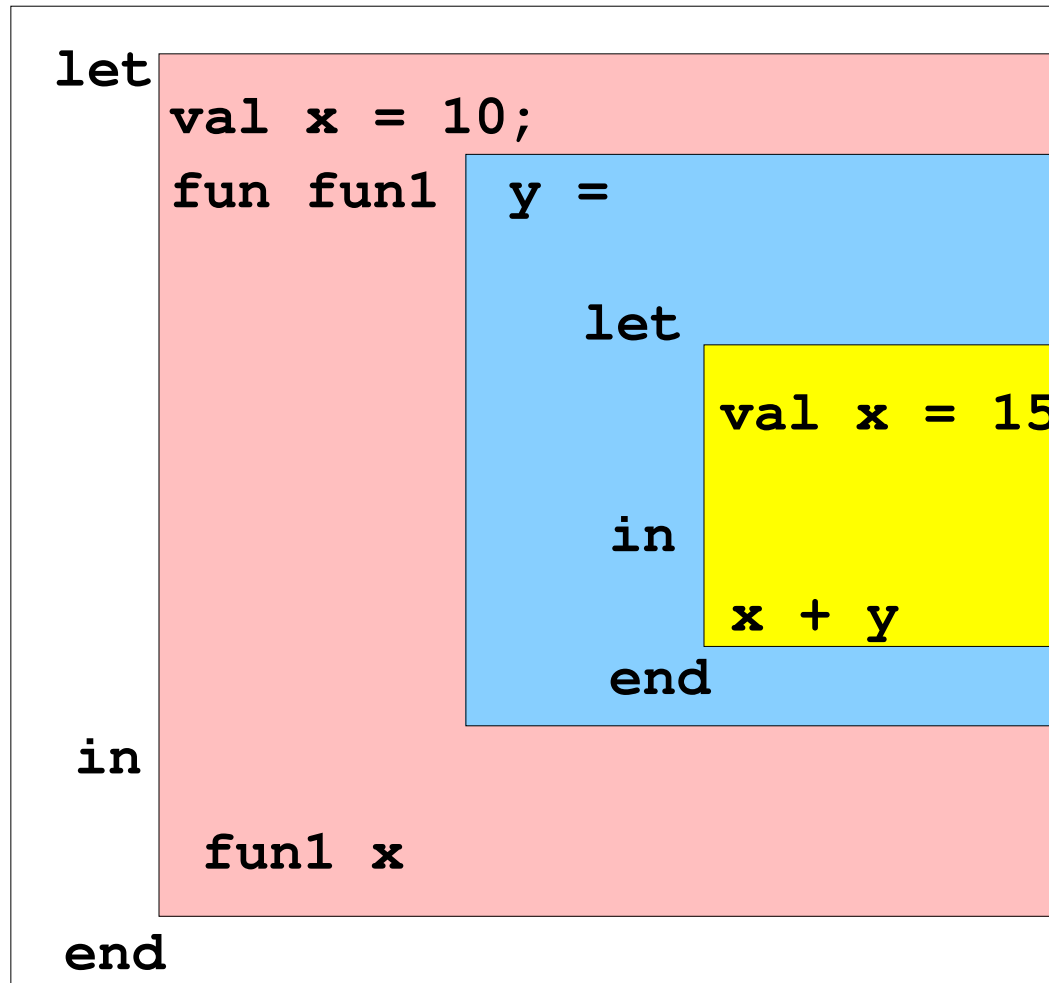 let
val x = 10;
fun fun1 y =
let
val x = 15
in
x + y
end
in
fun1 x
end